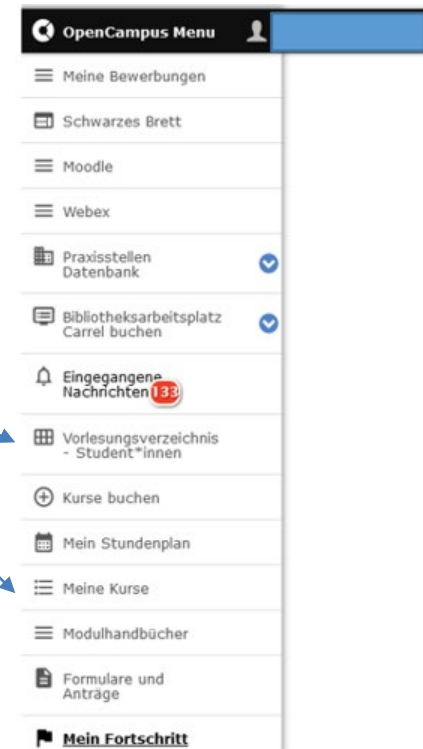 OpenCampus Menu
Meine Bewerbungen
Schwarzes Brett
Moodle
Webex
Praxisstellen
Datenbank
Bibliotheksarbeitsplatz
Carrel buchen
Eingegangene
Nachrichten 133
Vorlesungsverzeichnis
- Student*innen
Kurse buchen
Mein Stundenplan
Meine Kurse
Modulhandbücher
Formulare und
Anträge
Mein Fortschritt